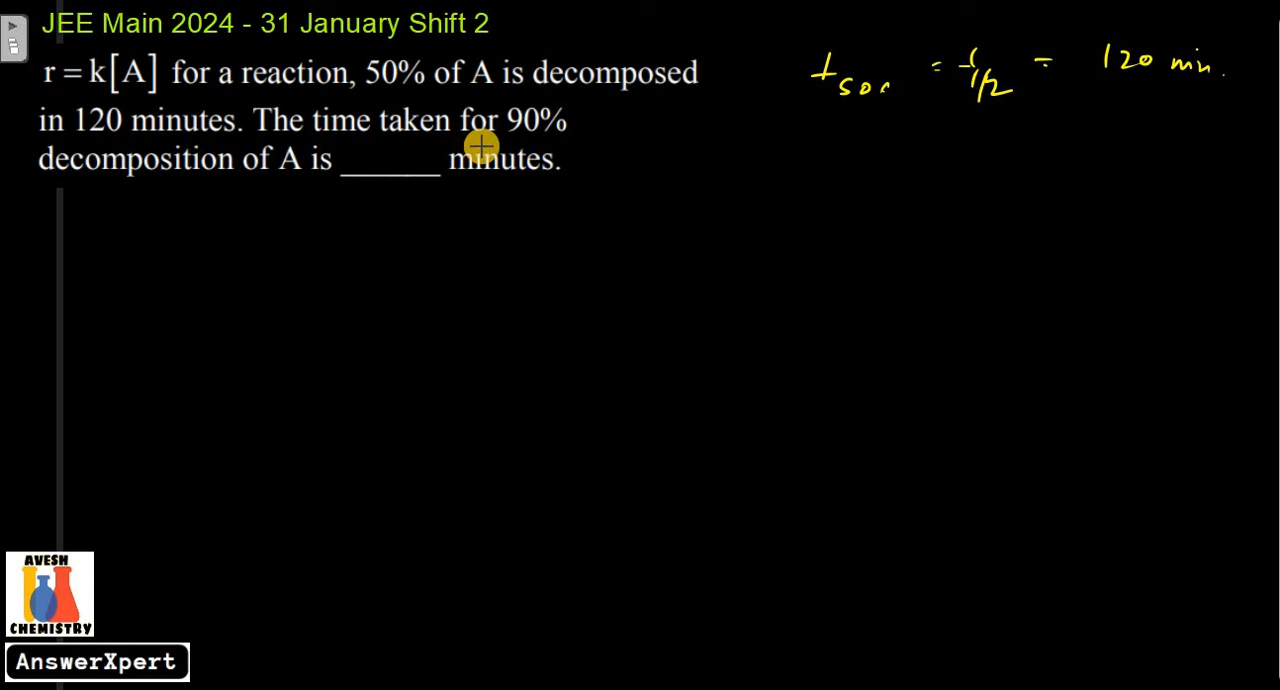 JEE Main 2024 - 31 January Shift 2
r = k[A] for a reaction, 50% of A is decomposed
in 120 minutes. The time taken for 90%
decomposition of A is ______ minutes.
t50% = t1/2 = 120 min.
AVESH
CHEMISTRY
AnswerXpert